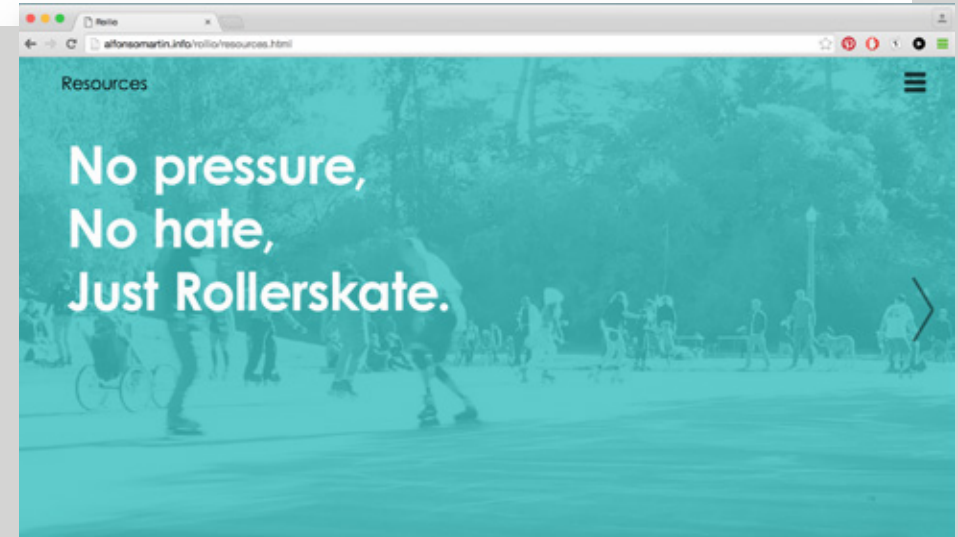 Rollio
alfonsomartin.info/rollio/resources.html
Resources
No pressure,
No hate,
Just Rollerskate.